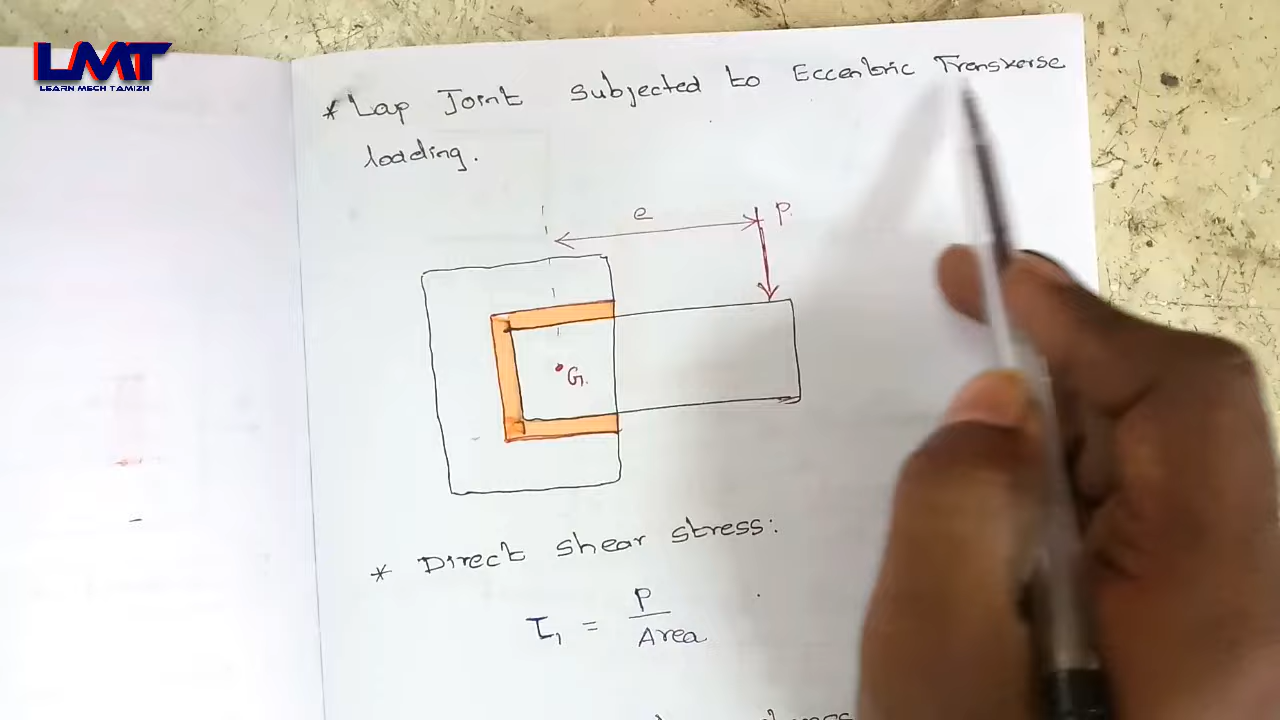 LMT
LEARN MECH TAMIZH
* Lap Joint Subjected to Eccentric Transverse
loading.
e
P.
G.
* Direct shear stress:
τ₁ = P / Area